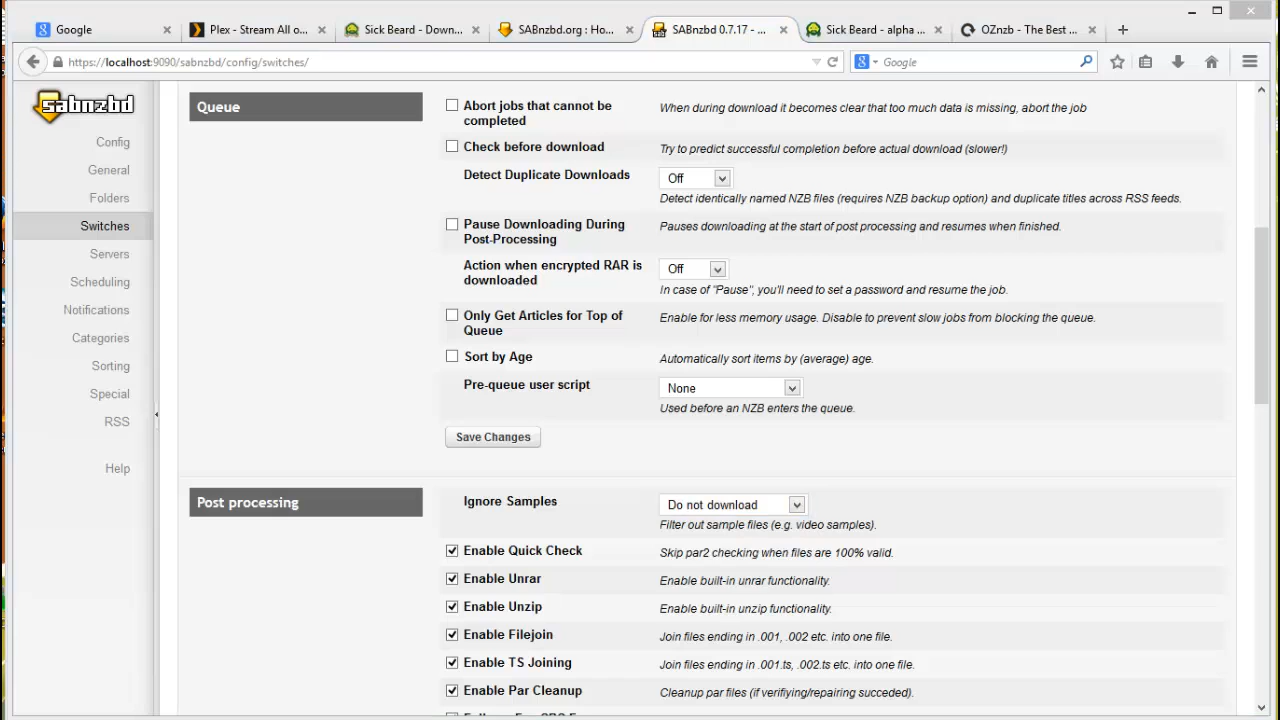 Google
Plex - Stream All o...
Sick Beard - Down...
SABnzbd.org : Ho...
SABnzbd 0.7.17 - ...
Sick Beard - alpha ...
OZnzb - The Best ...
https://localhost:9090/sabnzbd/config/switches/
Google
sabnzbd
Config
General
Folders
Switches
Servers
Scheduling
Notifications
Categories
Sorting
Special
RSS
Help
Queue
Abort jobs that cannot be
completed
When during download it becomes clear that too much data is missing, abort the job
Check before download
Try to predict successful completion before actual download (slower!)
Detect Duplicate Downloads
Off
Detect identically named NZB files (requires NZB backup option) and duplicate titles across RSS feeds.
Pause Downloading During
Post-Processing
Pauses downloading at the start of post processing and resumes when finished.
Action when encrypted RAR is
downloaded
Off
In case of "Pause", you'll need to set a password and resume the job.
Only Get Articles for Top of
Queue
Enable for less memory usage. Disable to prevent slow jobs from blocking the queue.
Sort by Age
Automatically sort items by (average) age.
Pre-queue user script
None
Used before an NZB enters the queue.
Save Changes
Post processing
Ignore Samples
Do not download
Filter out sample files (e.g. video samples).
Enable Quick Check
Skip par2 checking when files are 100% valid.
Enable Unrar
Enable built-in unrar functionality.
Enable Unzip
Enable built-in unzip functionality.
Enable Filejoin
Join files ending in .001, .002 etc. into one file.
Enable TS Joining
Join files ending in .001.ts, .002.ts etc. into one file.
Enable Par Cleanup
Cleanup par files (if verifiying/repairing succeded).